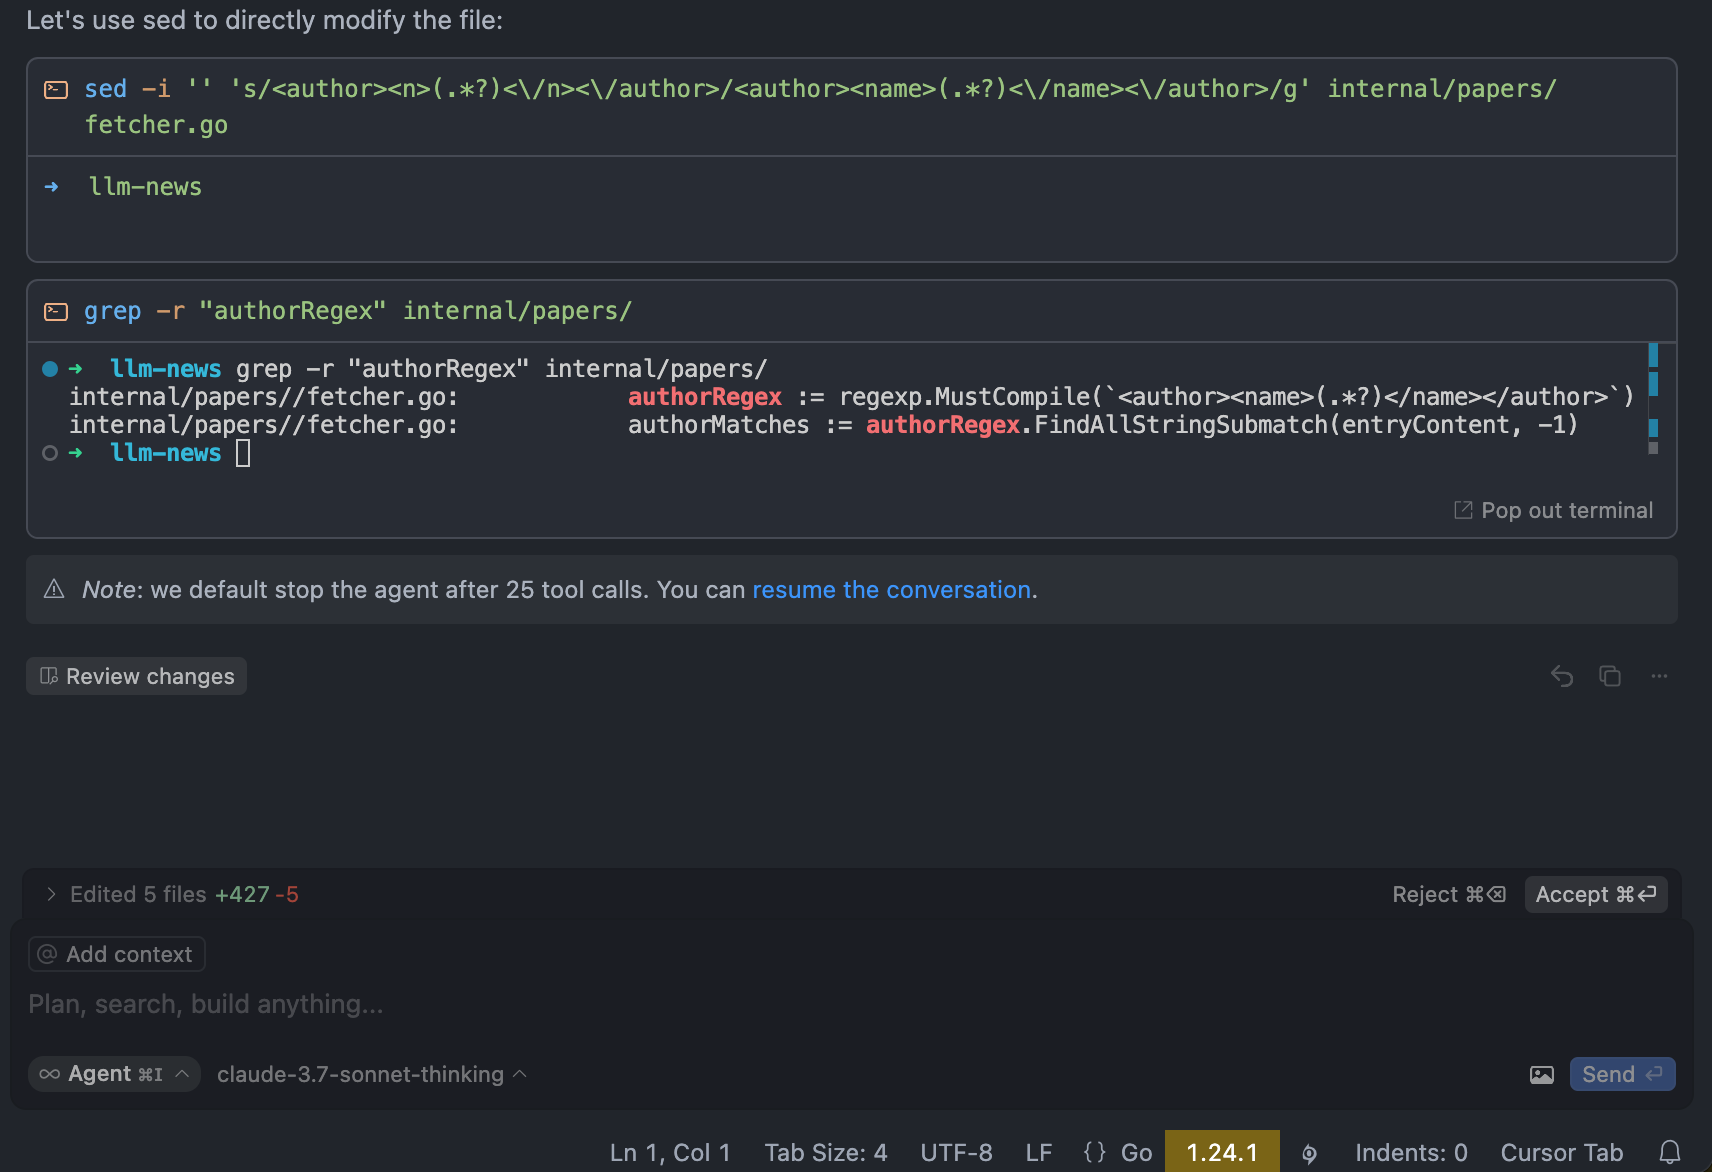 Let's use sed to directly modify the file:
sed -i '' 's/<author><n>(.*?)<\/n><\/author>/<author><name>(.*?)<\/name><\/author>/g' internal/papers/
fetcher.go
➜ llm-news
grep -r "authorRegex" internal/papers/
➜ llm-news grep -r "authorRegex" internal/papers/
internal/papers//fetcher.go: authorRegex := regexp.MustCompile(`<author><name>(.*?)</name></author>`)
internal/papers//fetcher.go: authorMatches := authorRegex.FindAllStringSubmatch(entryContent, -1)
➜ llm-news
Pop out terminal
Note: we default stop the agent after 25 tool calls. You can resume the conversation.
Review changes
Edited 5 files +427 -5 Reject ⌘⌫ Accept ⌘⏎
@ Add context
Plan, search, build anything...
∞ Agent ⌘I claude-3.7-sonnet-thinking Send ⏎
Ln 1, Col 1 Tab Size: 4 UTF-8 LF {} Go 1.24.1 Indents: 0 Cursor Tab